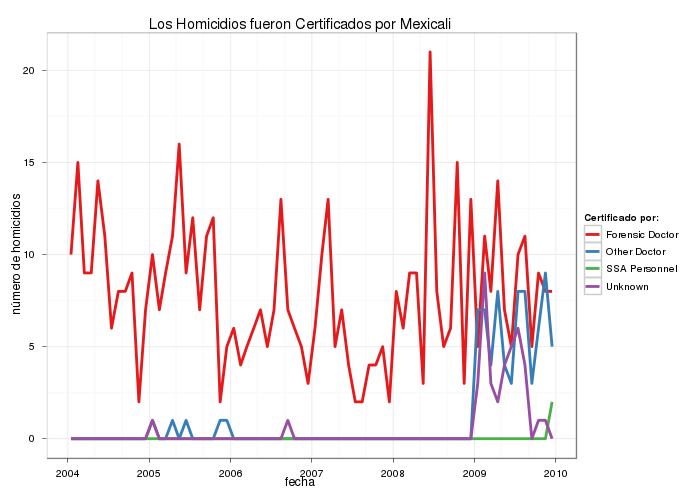 Los Homicidios fueron Certificados por Mexicali
20
15
10
5
0
número de homicidios
2004 2005 2006 2007 2008 2009 2010
fecha
Certificado por:
Forensic Doctor
Other Doctor
SSA Personnel
Unknown